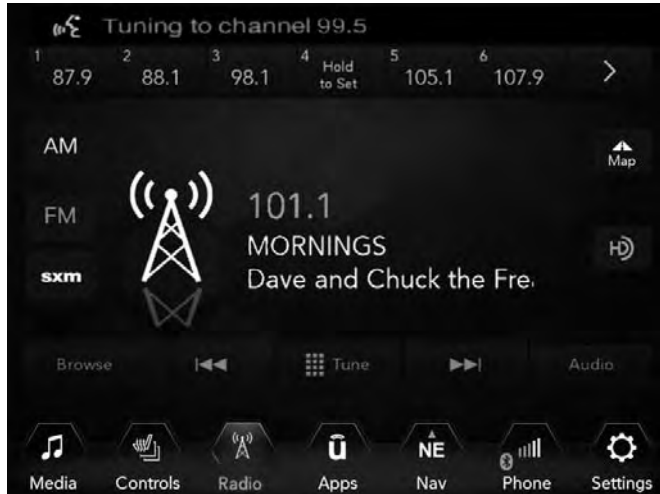 Tuning to channel 99.5
1 87.9 2 88.1 3 98.1 4 Hold to Set 5 105.1 6 107.9
AM
Map
FM
101.1
HD
MORNINGS
sxm
Dave and Chuck the Fre
Browse Tune Audio
ū NE
Media Controls Radio Apps Nav Phone Settings